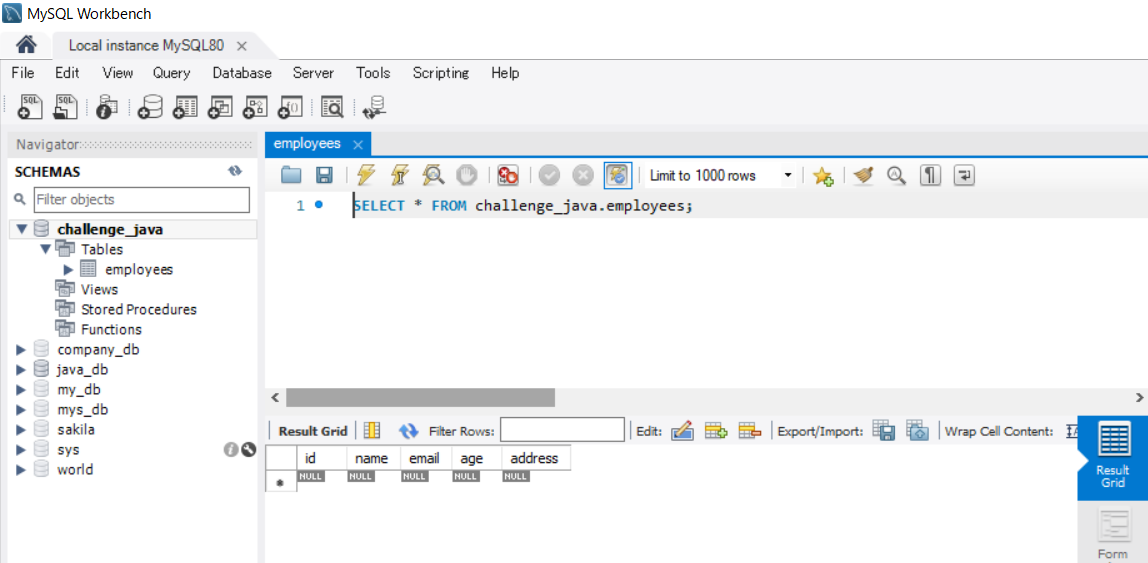 MySQL Workbench
Local instance MySQL80
File Edit View Query Database Server Tools Scripting Help
SQL SQL
Navigator
SCHEMAS
Filter objects
challenge_java
Tables
employees
Views
Stored Procedures
Functions
company_db
java_db
my_db
mys_db
sakila
sys
world
employees
Limit to 1000 rows
1 SELECT * FROM challenge_java.employees;
Result Grid Filter Rows: Edit: Export/Import: Wrap Cell Content:
id name email age address
NULL NULL NULL NULL NULL
Result
Grid
Form